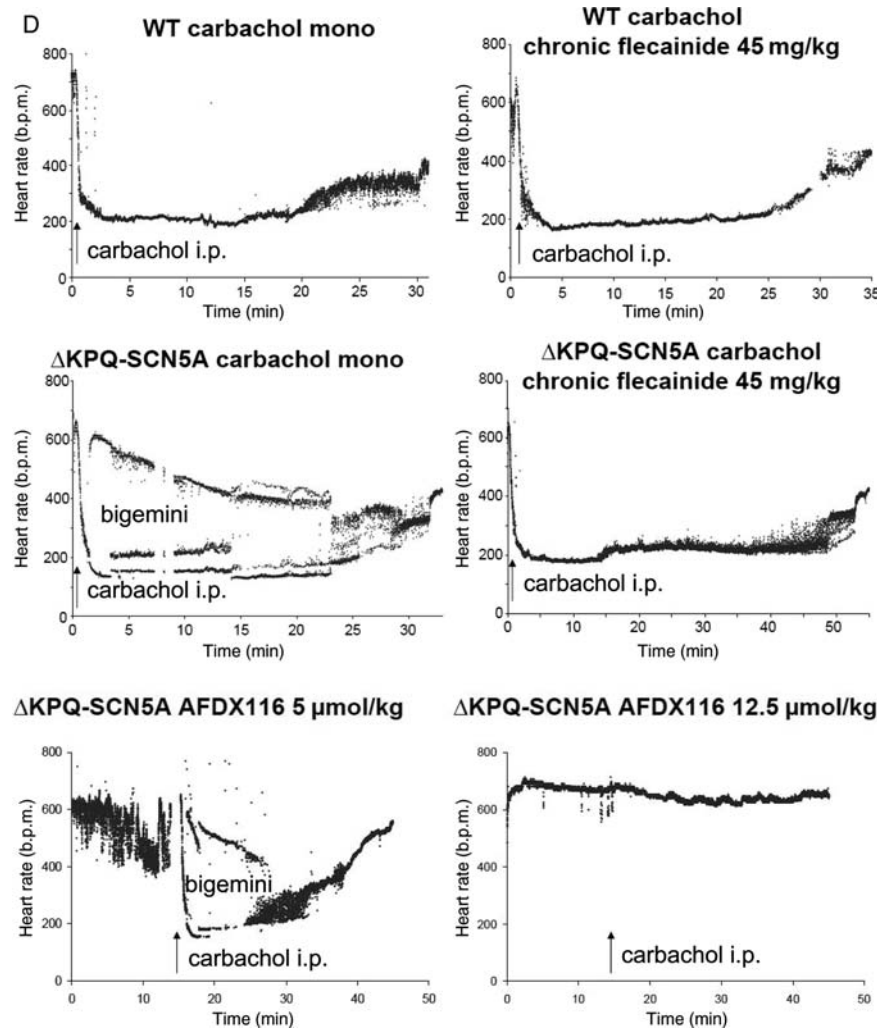 D
WT carbachol mono
Heart rate (b.p.m.)
800
600
400
200
0
carbachol i.p.
0 5 10 15 20 25 30
Time (min)
WT carbachol
chronic flecainide 45 mg/kg
Heart rate (b.p.m.)
800
600
400
200
0
carbachol i.p.
0 5 10 15 20 25 30 35
Time (min)
ΔKPQ-SCN5A carbachol mono
Heart rate (b.p.m.)
800
600
400
200
0
bigemini
carbachol i.p.
0 5 10 15 20 25 30
Time (min)
ΔKPQ-SCN5A carbachol
chronic flecainide 45 mg/kg
Heart rate (b.p.m.)
800
600
400
200
0
carbachol i.p.
0 10 20 30 40 50
Time (min)
ΔKPQ-SCN5A AFDX116 5 µmol/kg
Heart rate (b.p.m.)
800
600
400
200
0
bigemini
carbachol i.p.
0 10 20 30 40 50
Time (min)
ΔKPQ-SCN5A AFDX116 12.5 µmol/kg
Heart rate (b.p.m.)
800
600
400
200
0
carbachol i.p.
0 10 20 30 40 50
Time (min)